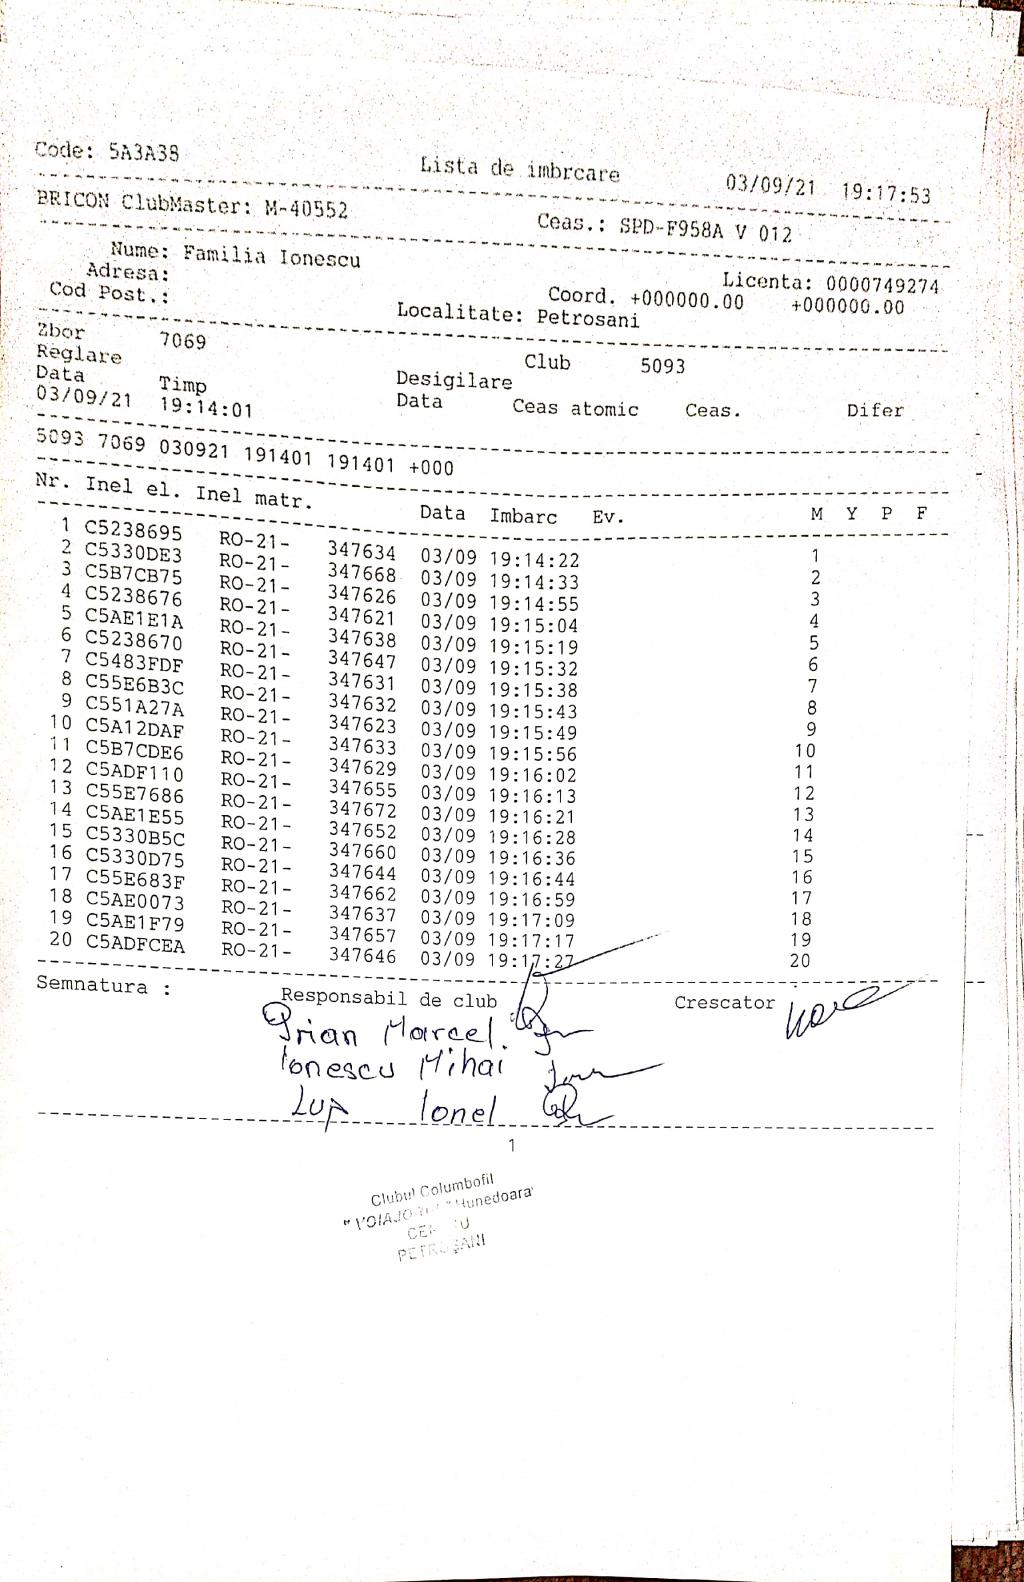 Code: 5A3A38 Lista de imbrcare 03/09/21 19:17:53
BRICON ClubMaster: M-40552 Ceas.: SPD-F958A V 012
Nume: Familia Ionescu Licenta: 0000749274
Adresa: Coord. +000000.00 +000000.00
Cod Post.: Localitate: Petrosani
Zbor 7069 Club 5093
Reglare Desigilare
Data Timp Data Ceas atomic Ceas. Difer
03/09/21 19:14:01
5093 7069 030921 191401 191401 +000
Nr. Inel el. Inel matr. Data Imbarc Ev. M Y P F
1 C5238695 RO-21- 347634 03/09 19:14:22 1
2 C5330DE3 RO-21- 347668 03/09 19:14:33 2
3 C5B7CB75 RO-21- 347626 03/09 19:14:55 3
4 C5238676 RO-21- 347621 03/09 19:15:04 4
5 C5AE1E1A RO-21- 347638 03/09 19:15:19 5
6 C5238670 RO-21- 347647 03/09 19:15:32 6
7 C5483FDF RO-21- 347631 03/09 19:15:38 7
8 C55E6B3C RO-21- 347632 03/09 19:15:43 8
9 C551A27A RO-21- 347623 03/09 19:15:49 9
10 C5A12DAF RO-21- 347633 03/09 19:15:56 10
11 C5B7CDE6 RO-21- 347629 03/09 19:16:02 11
12 C5ADF110 RO-21- 347655 03/09 19:16:13 12
13 C55E7686 RO-21- 347672 03/09 19:16:21 13
14 C5AE1E55 RO-21- 347652 03/09 19:16:28 14
15 C5330B5C RO-21- 347660 03/09 19:16:36 15
16 C5330D75 RO-21- 347644 03/09 19:16:44 16
17 C55E683F RO-21- 347662 03/09 19:16:59 17
18 C5AE0073 RO-21- 347637 03/09 19:17:09 18
19 C5AE1F79 RO-21- 347657 03/09 19:17:17 19
20 C5ADFCEA RO-21- 347646 03/09 19:17:27 20
Semnatura : Responsabil de club Crescator
Marcel.
Ionescu Mihai
Lup Ionel
1
Clubul Columbofil
Hunedoara
PETROŞANI